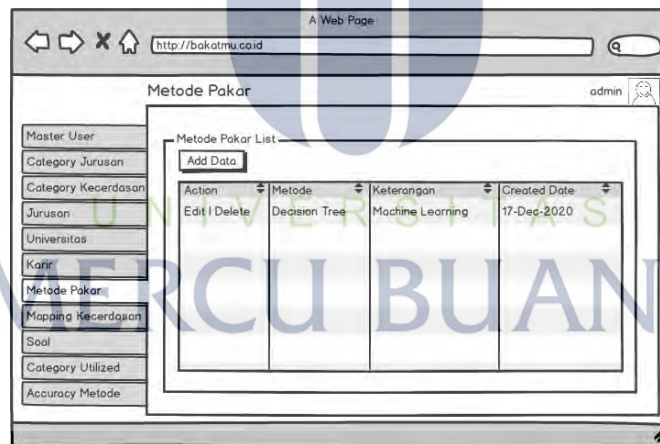 A Web Page
http://bakatmu.co.id
Metode Pakar
admin
Master User
Category Jurusan
Category Kecerdasan
Jurusan
Universitas
Karir
Metode Pakar
Mapping Kecerdasan
Soal
Category Utilized
Accuracy Metode
Metode Pakar List
Add Data
Action Metode Keterangan Created Date
Edit | Delete Decision Tree Machine Learning 17-Dec-2020
UNIVERSITAS
MERCU BUAN